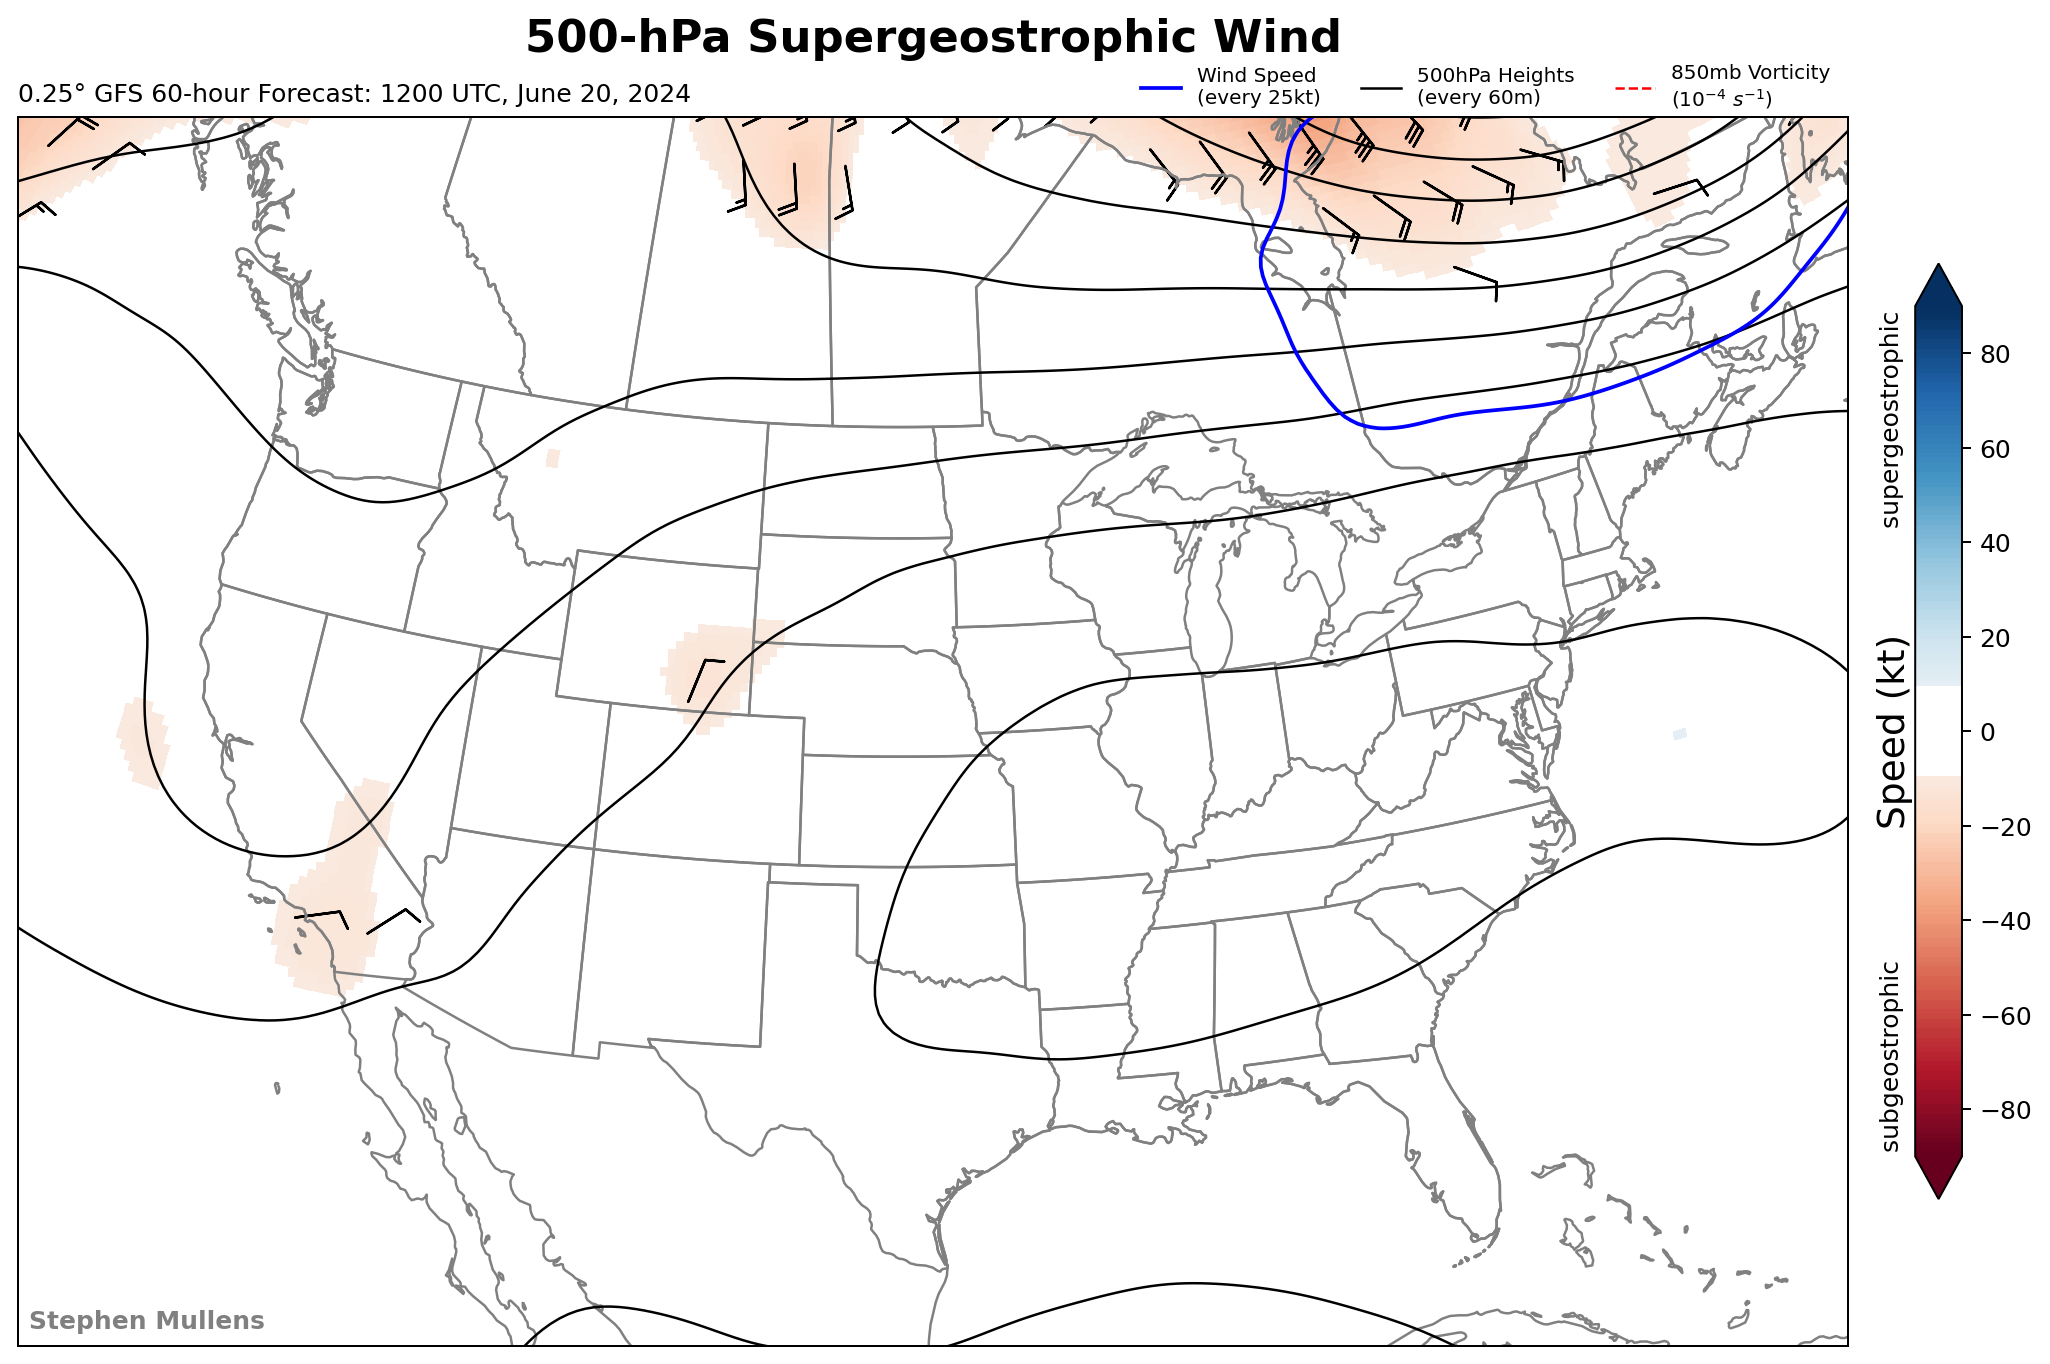 500-hPa Supergeostrophic Wind
0.25° GFS 60-hour Forecast: 1200 UTC, June 20, 2024
Wind Speed
(every 25kt)
500hPa Heights
(every 60m)
850mb Vorticity
(10⁻⁴ s⁻¹)
supergeostrophic
Speed (kt)
subgeostrophic
80
60
40
20
0
−20
−40
−60
−80
Stephen Mullens